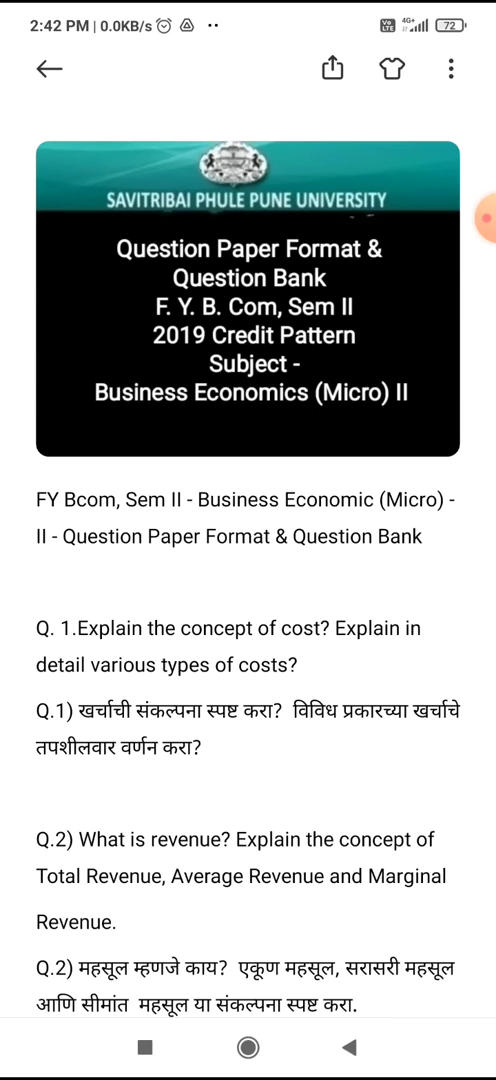 2:42 PM | 0.0KB/s
Vo LTE 4G+ 72
SAVITRIBAI PHULE PUNE UNIVERSITY
Question Paper Format &
Question Bank
F. Y. B. Com, Sem II
2019 Credit Pattern
Subject -
Business Economics (Micro) II
FY Bcom, Sem II - Business Economic (Micro) -
II - Question Paper Format & Question Bank
Q. 1.Explain the concept of cost? Explain in
detail various types of costs?
Q.1) खर्चाची संकल्पना स्पष्ट करा? विविध प्रकारच्या खर्चाचे
तपशीलवार वर्णन करा?
Q.2) What is revenue? Explain the concept of
Total Revenue, Average Revenue and Marginal
Revenue.
Q.2) महसूल म्हणजे काय? एकूण महसूल, सरासरी महसूल
आणि सीमांत महसूल या संकल्पना स्पष्ट करा.